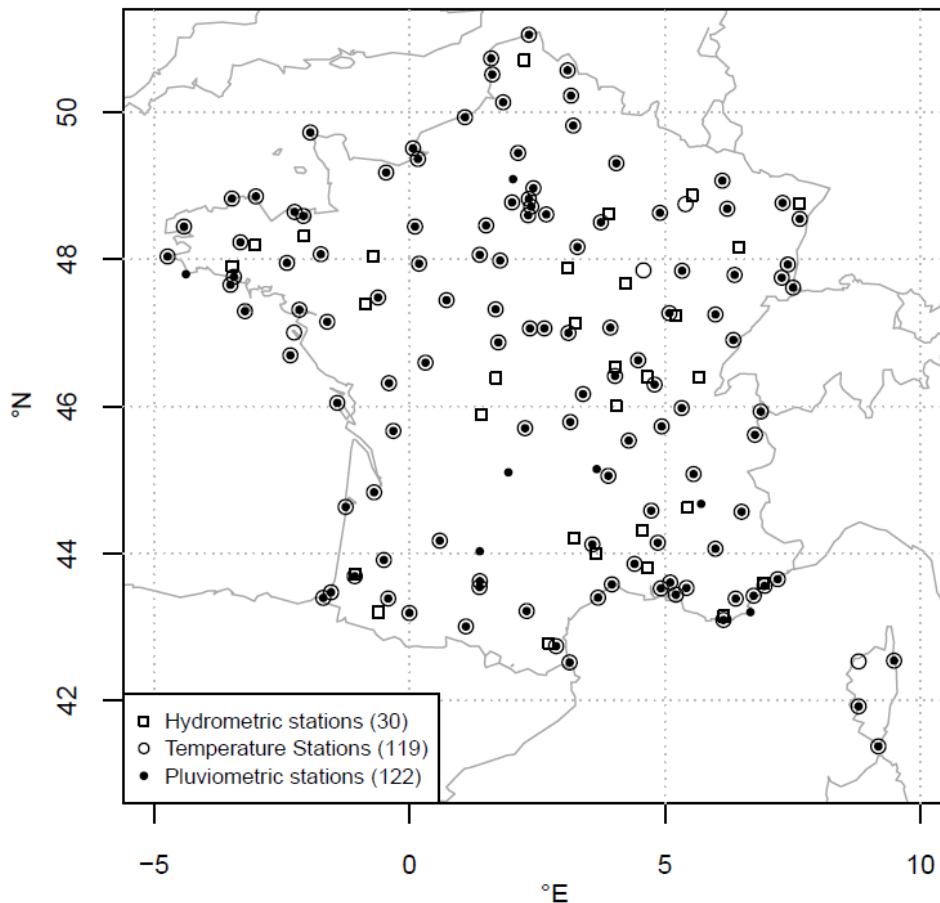 50
48
46
44
42
°N
Hydrometric stations (30)
Temperature Stations (119)
Pluviometric stations (122)
−5
0
5
10
°E